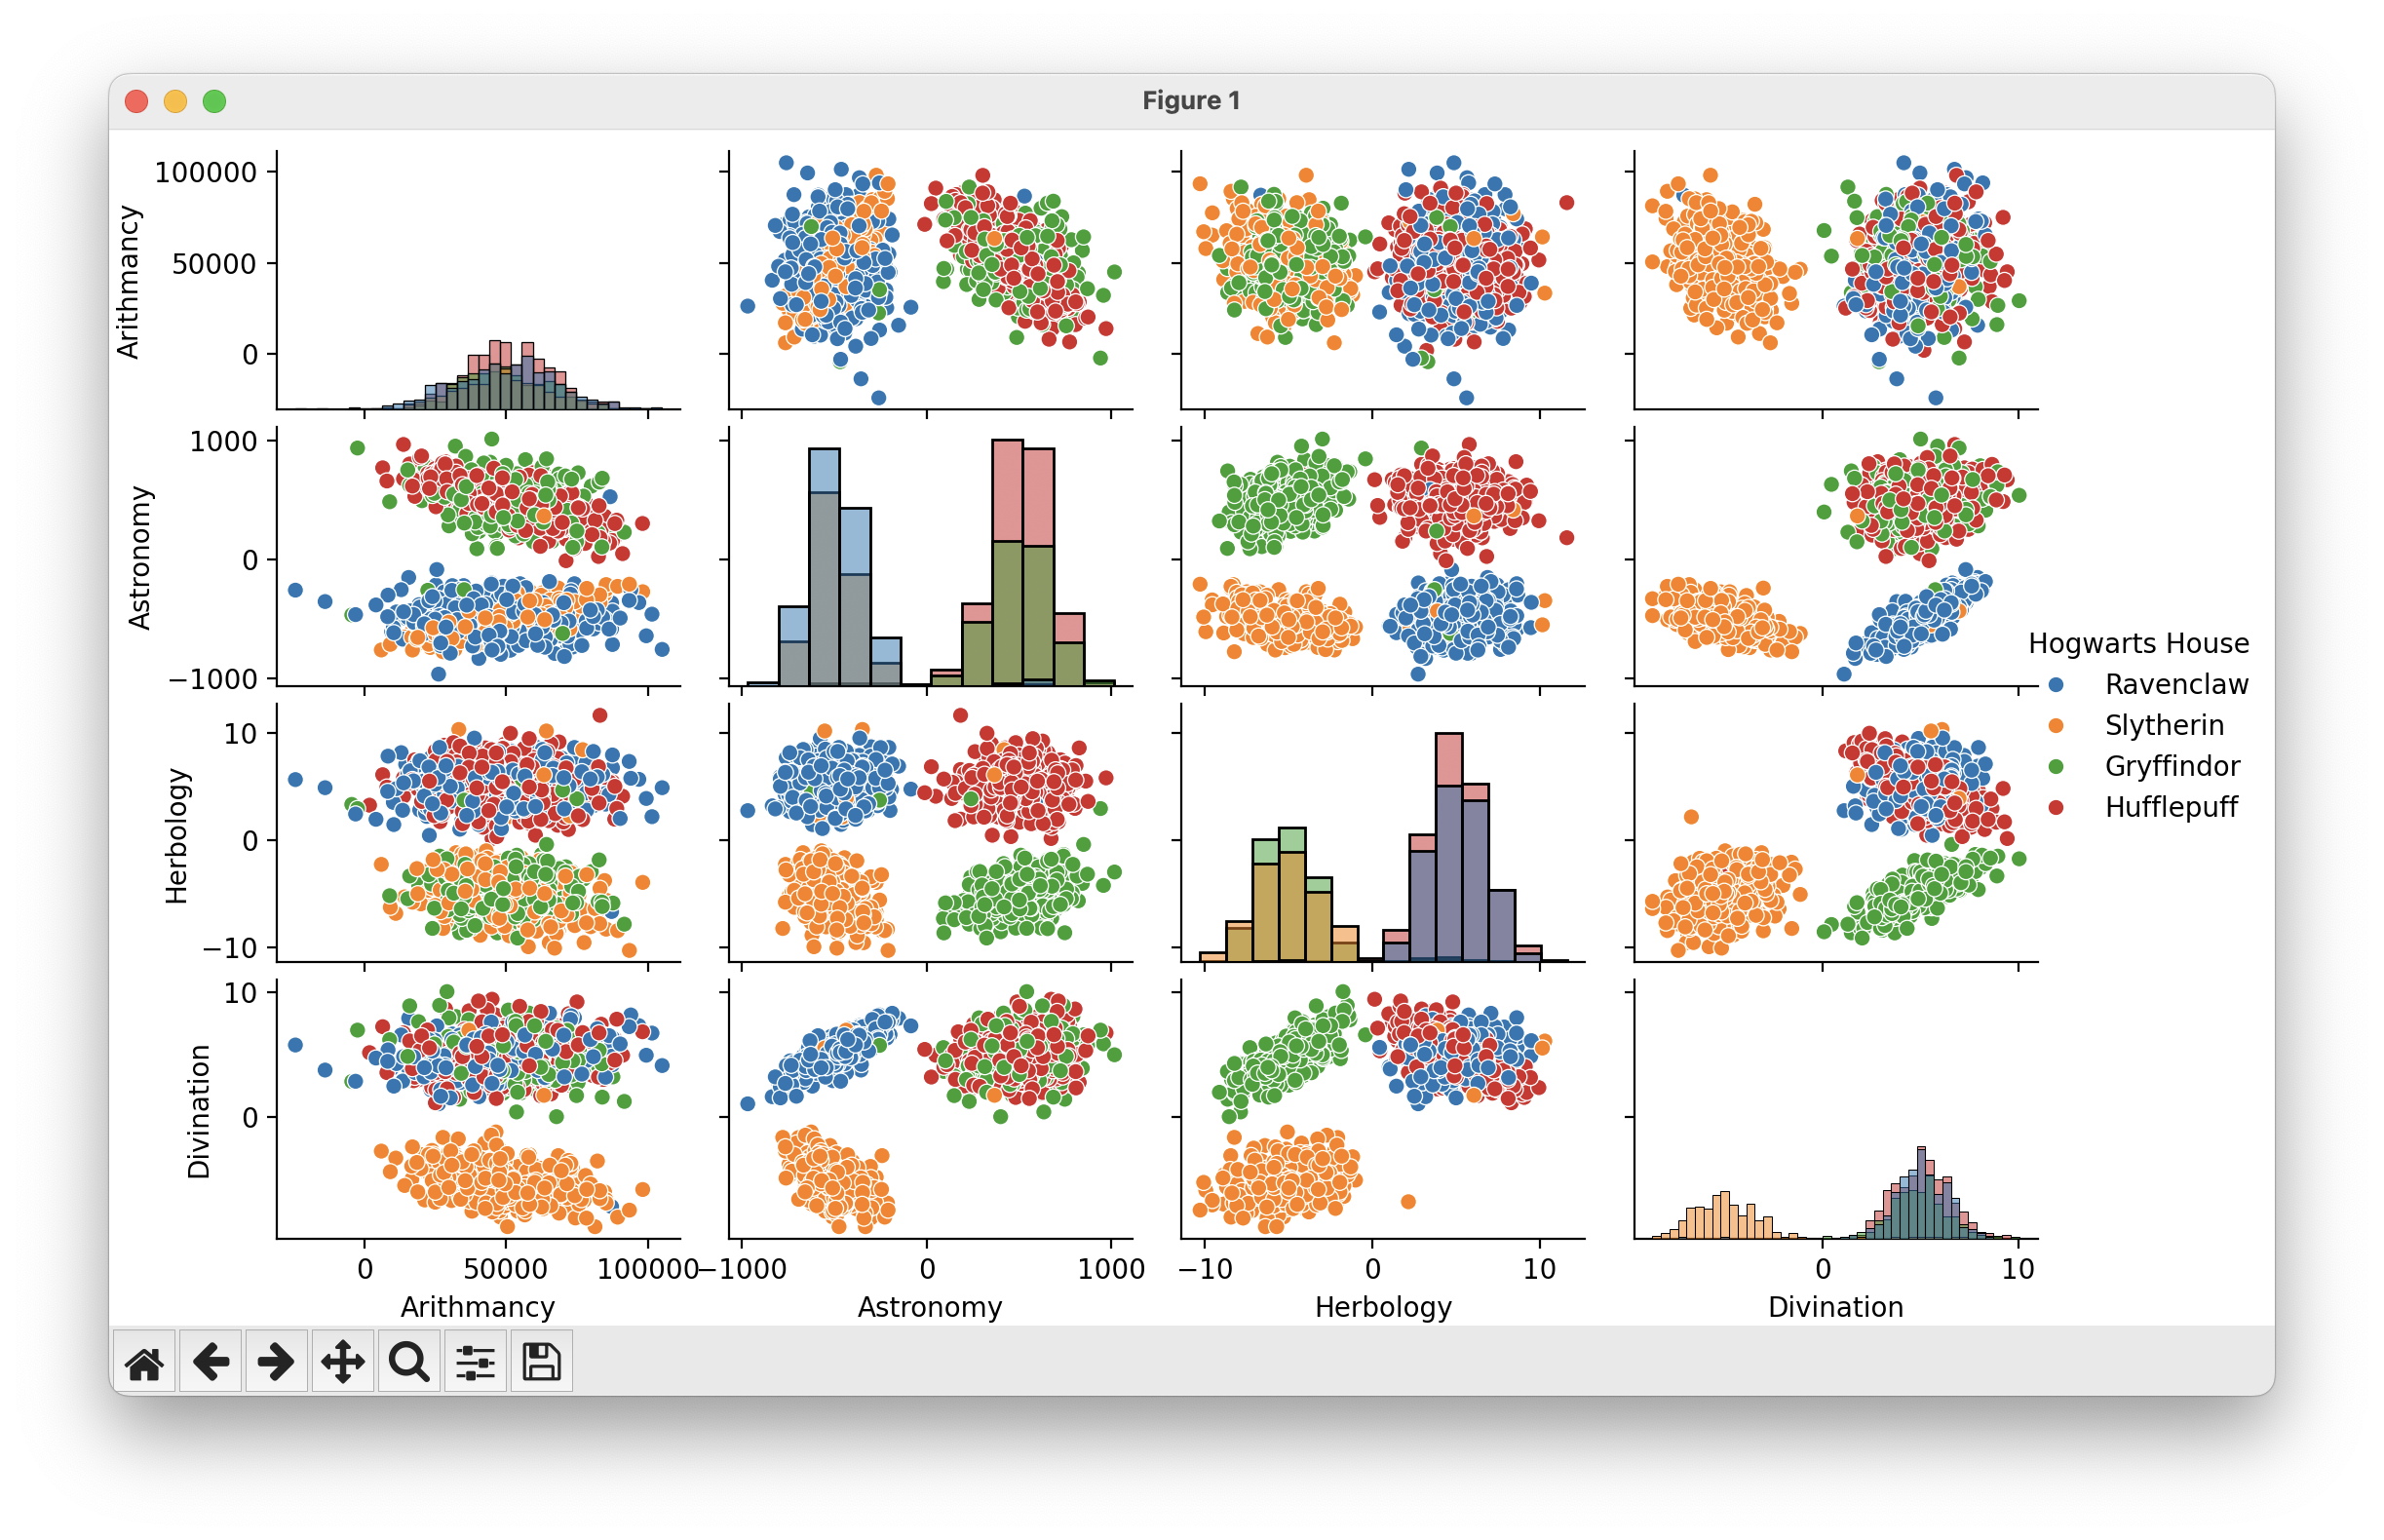 Figure 1
100000
50000
0
Arithmancy
1000
0
−1000
Astronomy
10
0
−10
Herbology
10
0
Divination
Hogwarts House
Ravenclaw
Slytherin
Gryffindor
Hufflepuff
0 50000 100000 −1000 0 1000 −10 0 10 0 10
Arithmancy Astronomy Herbology Divination